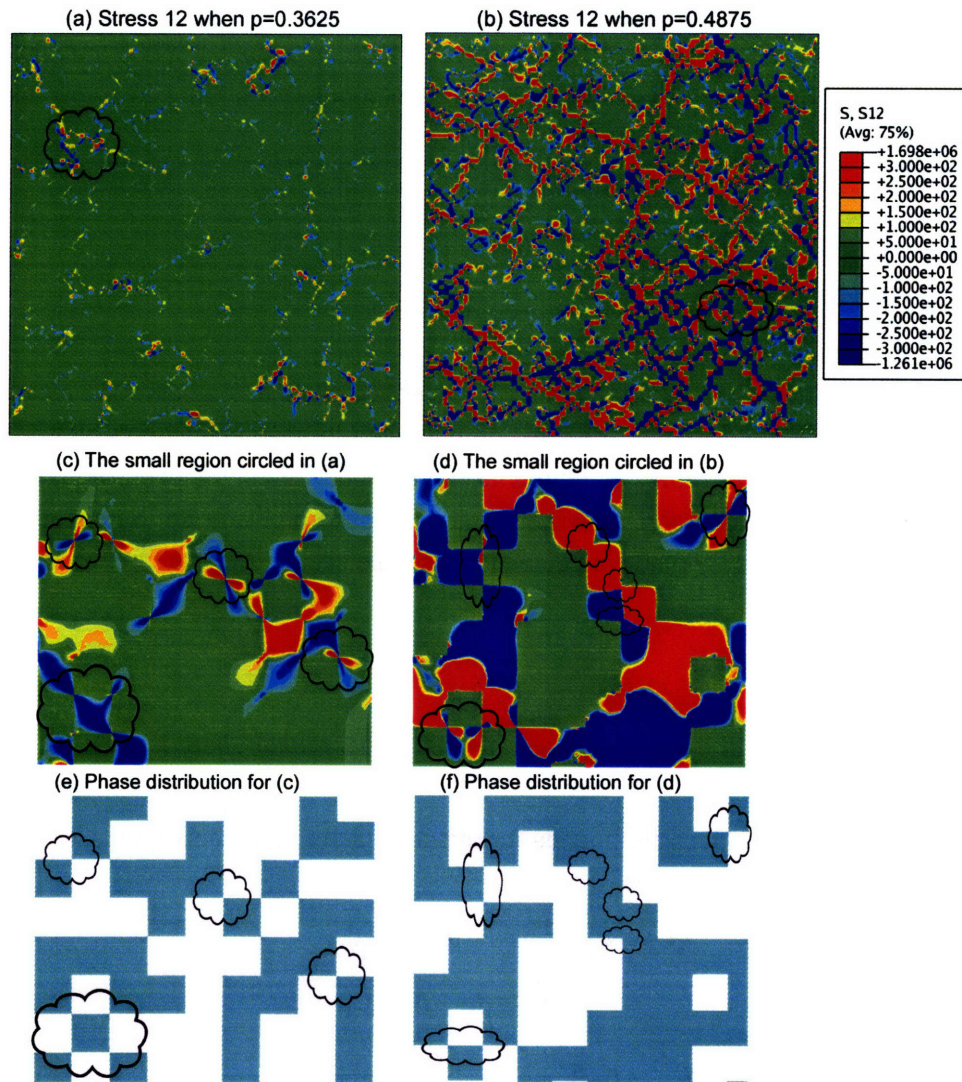 (a) Stress 12 when p=0.3625
(b) Stress 12 when p=0.4875
S, S12
(Avg: 75%)
+1.698e+06
+3.000e+02
+2.500e+02
+2.000e+02
+1.500e+02
+1.000e+02
+5.000e+01
+0.000e+00
-5.000e+01
-1.000e+02
-1.500e+02
-2.000e+02
-2.500e+02
-3.000e+02
-1.261e+06
(c) The small region circled in (a)
(d) The small region circled in (b)
(e) Phase distribution for (c)
(f) Phase distribution for (d)